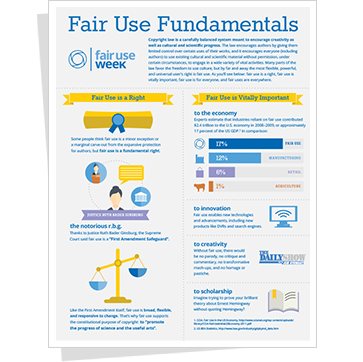 Fair Use Fundamentals
fair use
week
Copyright law is a carefully balanced system meant to encourage creativity as
well as cultural and scientific progress. The law encourages authors by giving them
limited control over certain uses of their works, and it encourages everyone (including
authors) to use existing cultural and scientific material without permission, under
certain circumstances, to engage in a wide variety of vital activities. Many parts of the
law favor the freedom to use culture, but by far and away the most flexible, powerful,
and universal user's right is fair use. As you'll see below: fair use is a right, fair use is
vitally important, fair use is for everyone, and fair uses are everywhere.
Fair Use is a Right
Some people think fair use is a minor exception or
a marginal carve-out from the expansive protection
for authors, but fair use is a fundamental right.
JUSTICE RUTH BADER GINSBURG
the notorious r.b.g.
Thanks to Justice Ruth Bader Ginsburg, the Supreme
Court said fair use is a "First Amendment Safeguard".
Like the First Amendment itself, fair use is broad, flexible,
and responsive to change. That's why fair use supports
the constitutional purpose of copyright: to "promote
the progress of science and the useful arts".
Fair Use is Vitally Important
to the economy
Experts estimate that industries reliant on fair use contributed
$2.4 trillion to the U.S. economy in 2008-2009, or approximately
17 percent of the US GDP.¹ In comparison:
17% FAIR USE
12% MANUFACTURING
6% RETAIL
1% AGRICULTURE
to innovation
Fair use enables new technologies
and advancements, including new
products like DVRs and search engines.
to creativity
Without fair use, there would
be no parody, no critique and
commentary, no transformative
mash-ups, and no homage or
pastiche.
THE
DAILY SHOW
to scholarship
Imagine trying to prove your brilliant
theory about Ernest Hemingway
without quoting Hemingway?